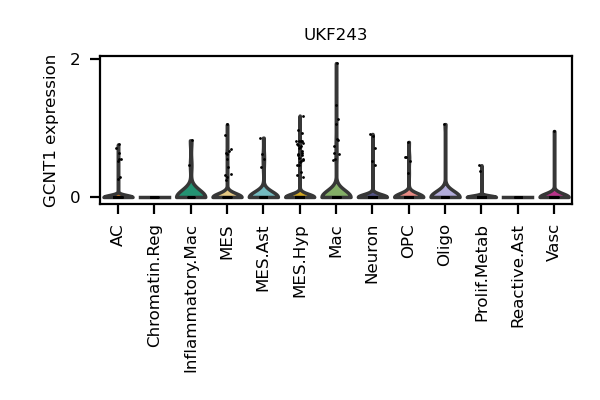 UKF243
GCNT1 expression
2
0
AC
Chromatin.Reg
Inflammatory.Mac
MES
MES.Ast
MES.Hyp
Mac
Neuron
OPC
Oligo
Prolif.Metab
Reactive.Ast
Vasc